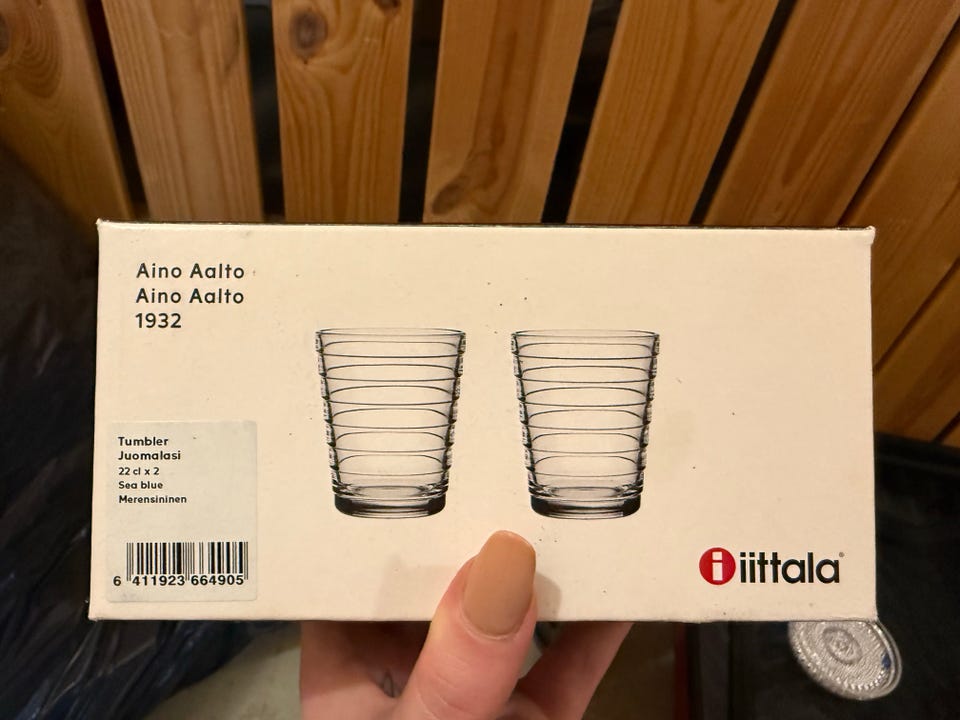 Aino Aalto
Aino Aalto
1932
Tumbler
Juomalasi
22 cl x 2
Sea blue
Merensininen
6 411923 664905
iittala®